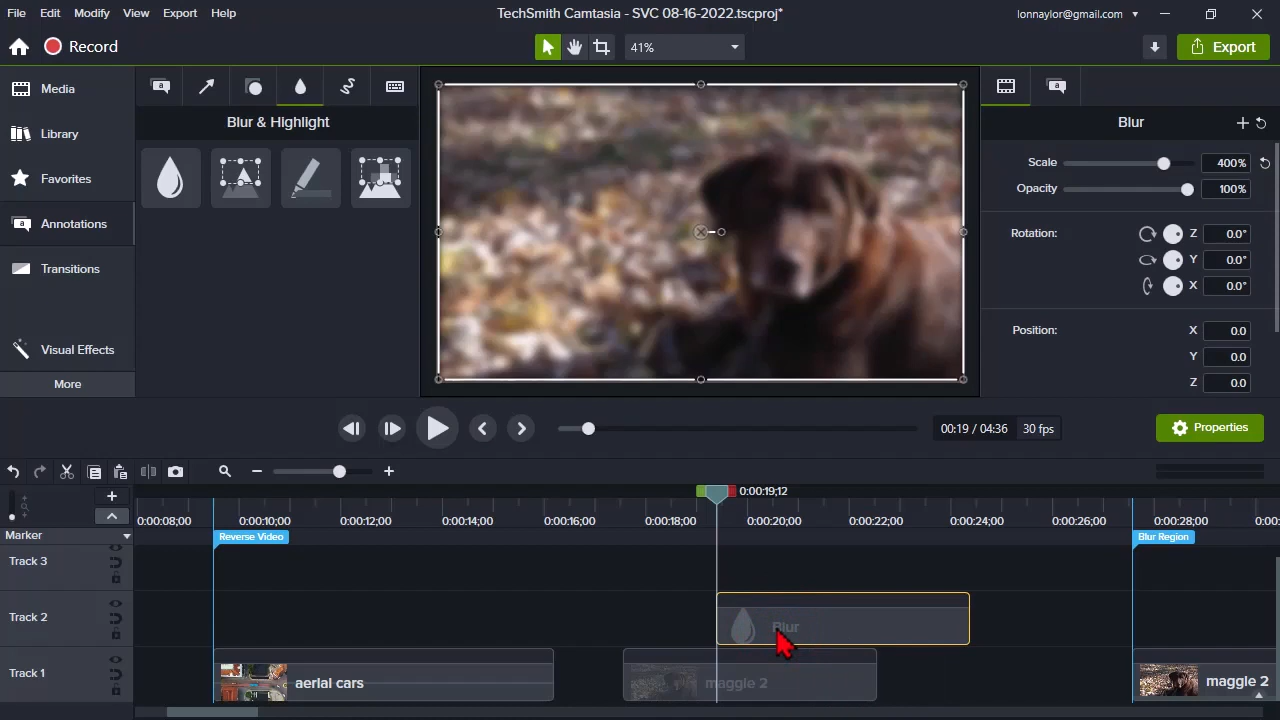 File Edit Modify View Export Help
TechSmith Camtasia - SVC 08-16-2022.tscproj*
lonnaylor@gmail.com
Record
41%
Export
Media
Library
Favorites
Annotations
Transitions
Visual Effects
More
Blur & Highlight
Blur
Scale 400%
Opacity 100%
Rotation: Z 0.0°
Y 0.0°
X 0.0°
Position: X 0.0
Y 0.0
Z 0.0
00:19 / 04:36 30 fps
Properties
0:00:19;12
0:00:08;00 0:00:10;00 0:00:12;00 0:00:14;00 0:00:16;00 0:00:18;00 0:00:20;00 0:00:22;00 0:00:24;00 0:00:26;00 0:00:28;00 0:00
Marker
Reverse Video
Blur Region
Track 3
Track 2
Blur
Track 1
aerial cars
maggie 2
maggie 2